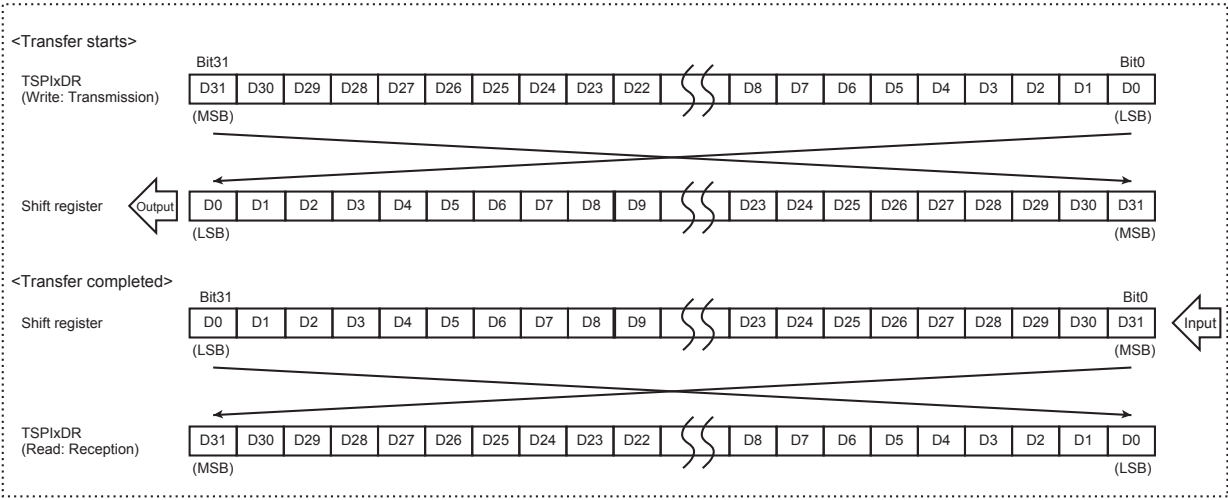 <Transfer starts>
Bit31 Bit0
TSPIxDR
(Write: Transmission)
D31 D30 D29 D28 D27 D26 D25 D24 D23 D22 D8 D7 D6 D5 D4 D3 D2 D1 D0
(MSB) (LSB)
Shift register Output D0 D1 D2 D3 D4 D5 D6 D7 D8 D9 D23 D24 D25 D26 D27 D28 D29 D30 D31
(LSB) (MSB)
<Transfer completed>
Bit31 Bit0
Shift register D0 D1 D2 D3 D4 D5 D6 D7 D8 D9 D23 D24 D25 D26 D27 D28 D29 D30 D31 Input
(LSB) (MSB)
TSPIxDR
(Read: Reception)
D31 D30 D29 D28 D27 D26 D25 D24 D23 D22 D8 D7 D6 D5 D4 D3 D2 D1 D0
(MSB) (LSB)